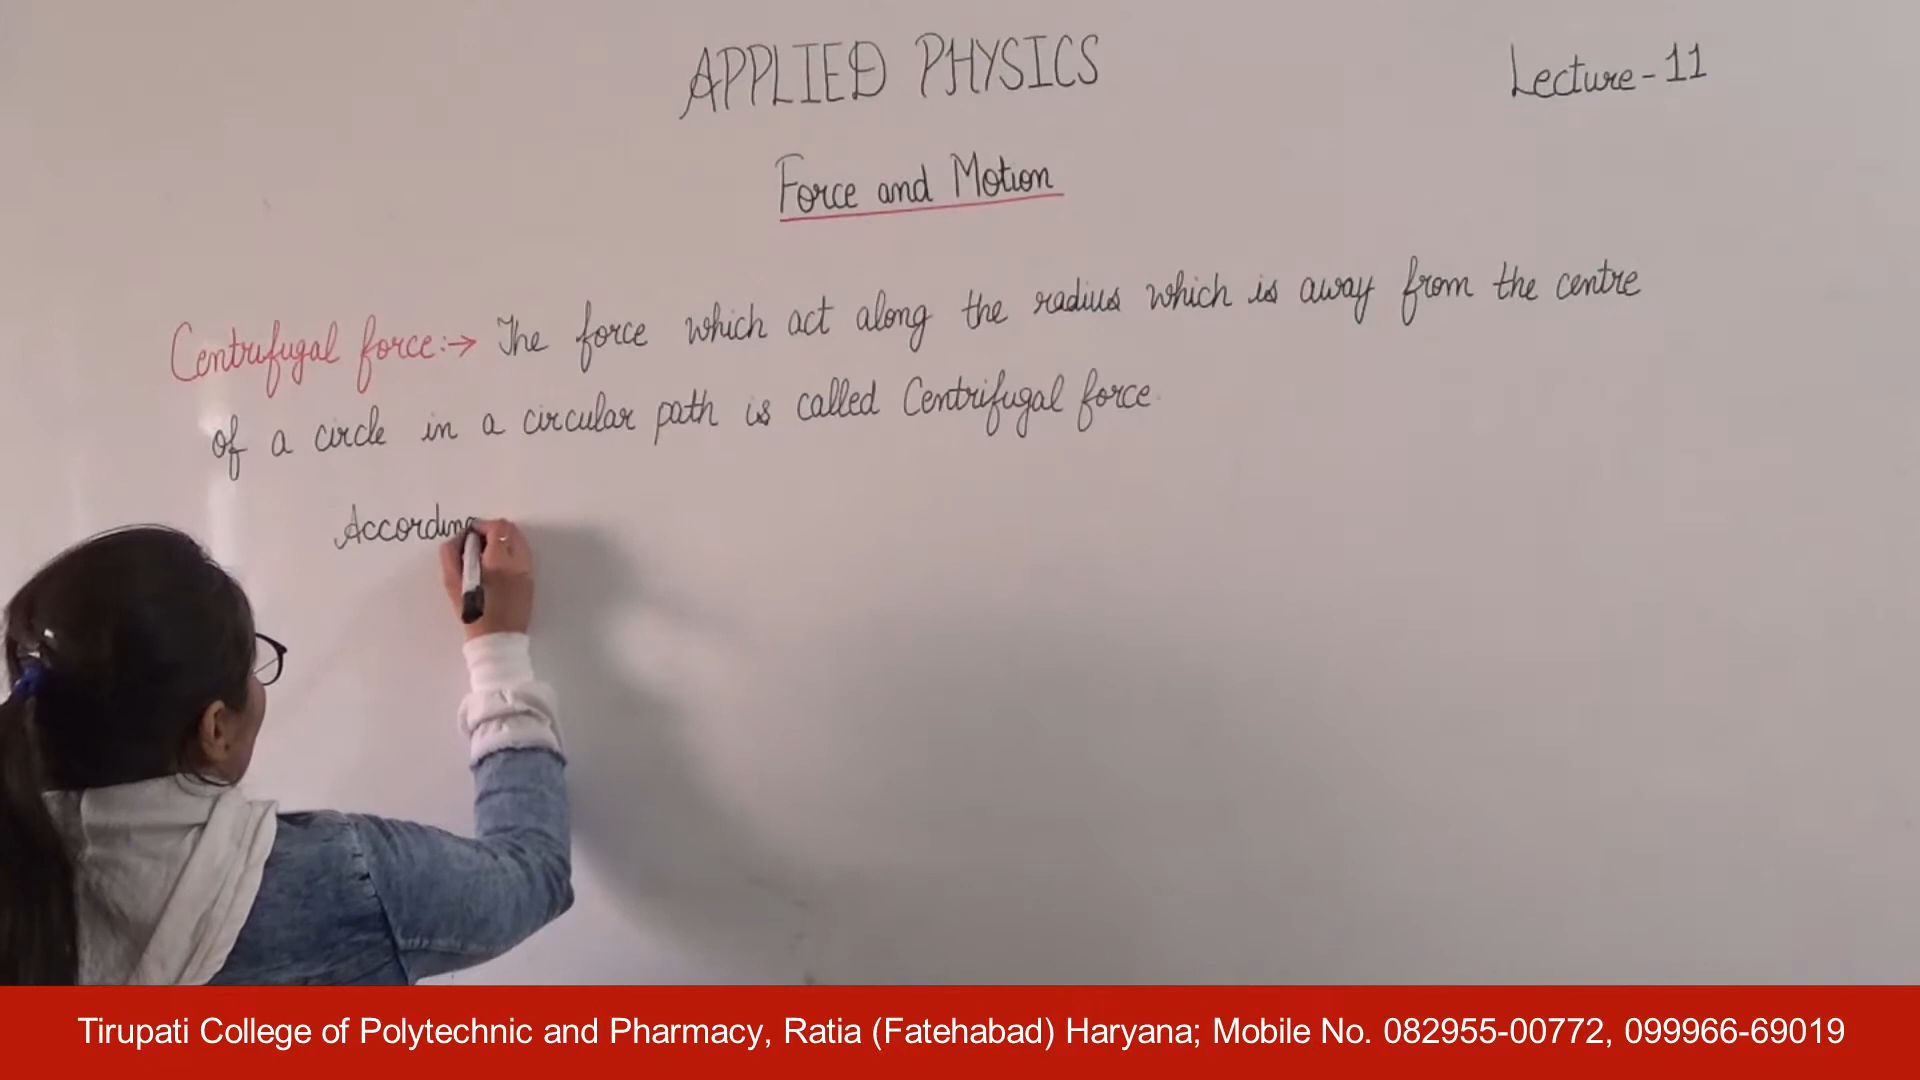 APPLIED PHYSICS
Lecture-11
Force and Motion
Centrifugal force:→ The force which act along the radius which is away from the centre
of a circle in a circular path is called Centrifugal force.
According
Tirupati College of Polytechnic and Pharmacy, Ratia (Fatehabad) Haryana; Mobile No. 082955-00772, 099966-69019